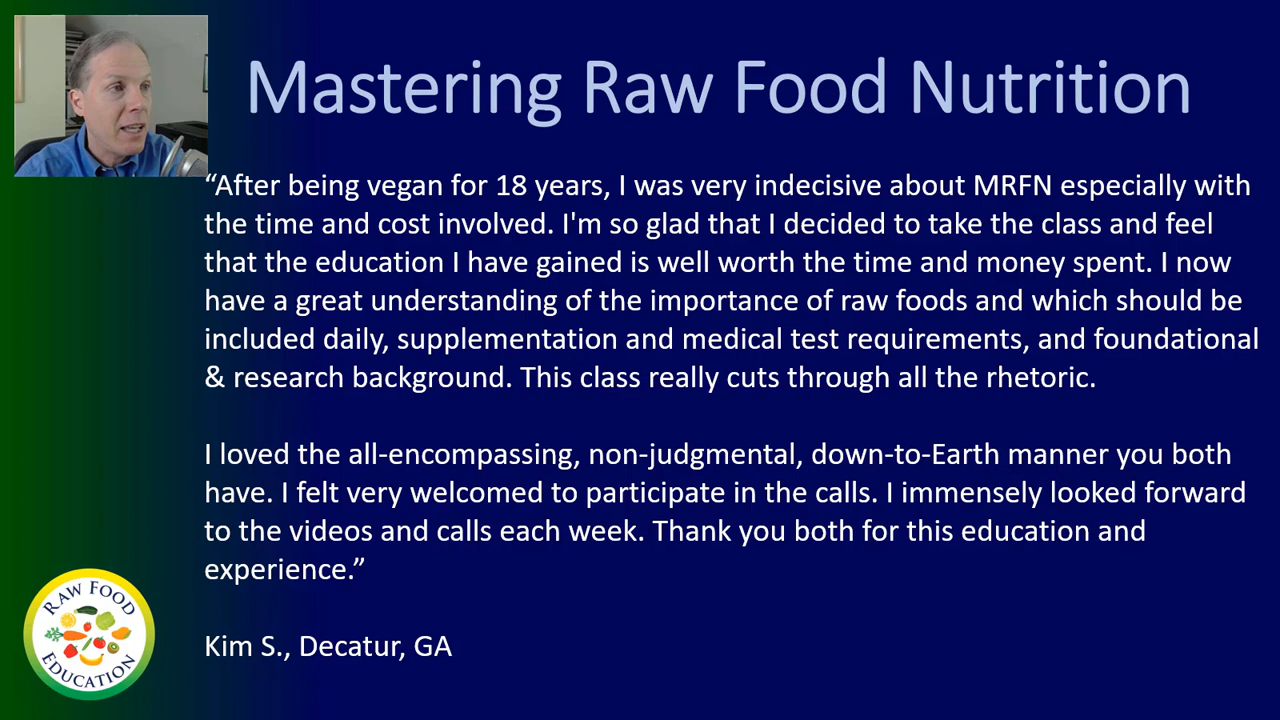 Mastering Raw Food Nutrition
“After being vegan for 18 years, I was very indecisive about MRFN especially with
the time and cost involved. I'm so glad that I decided to take the class and feel
that the education I have gained is well worth the time and money spent. I now
have a great understanding of the importance of raw foods and which should be
included daily, supplementation and medical test requirements, and foundational
& research background. This class really cuts through all the rhetoric.
I loved the all-encompassing, non-judgmental, down-to-Earth manner you both
have. I felt very welcomed to participate in the calls. I immensely looked forward
to the videos and calls each week. Thank you both for this education and
experience.”
Kim S., Decatur, GA
RAW FOOD
EDUCATION